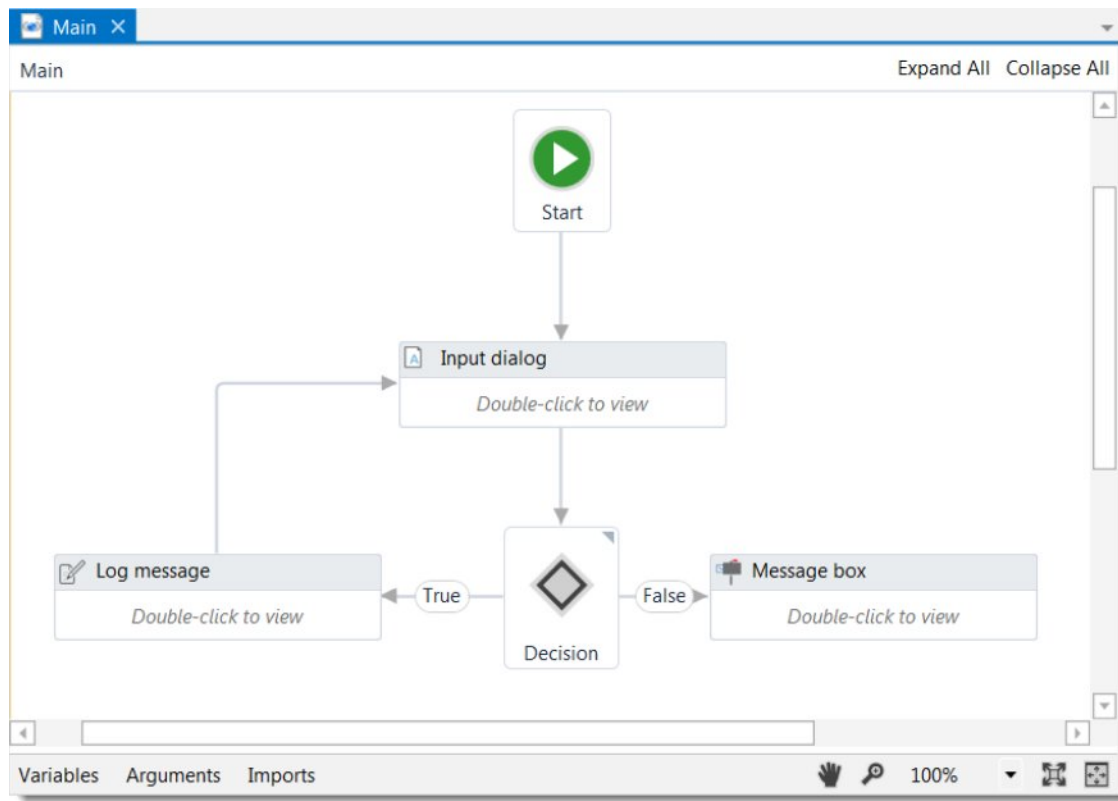 Main
Main
Expand All Collapse All
Start
Input dialog
Double-click to view
Log message
Double-click to view
True
Decision
False
Message box
Double-click to view
Variables Arguments Imports
100%